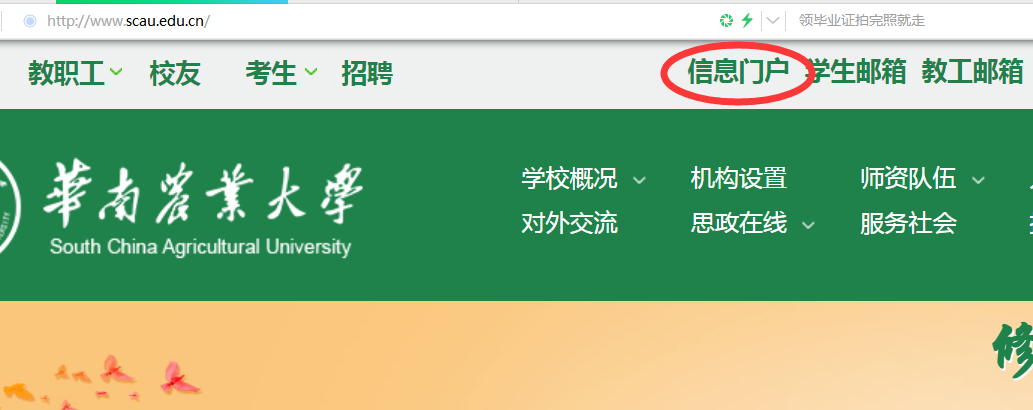 http://www.scau.edu.cn/ 领毕业证拍完照就走
教职工 校友 考生 招聘 信息门户 学生邮箱 教工邮箱
華南農業大學
South China Agricultural University
学校概况 机构设置 师资队伍
对外交流 思政在线 服务社会
修